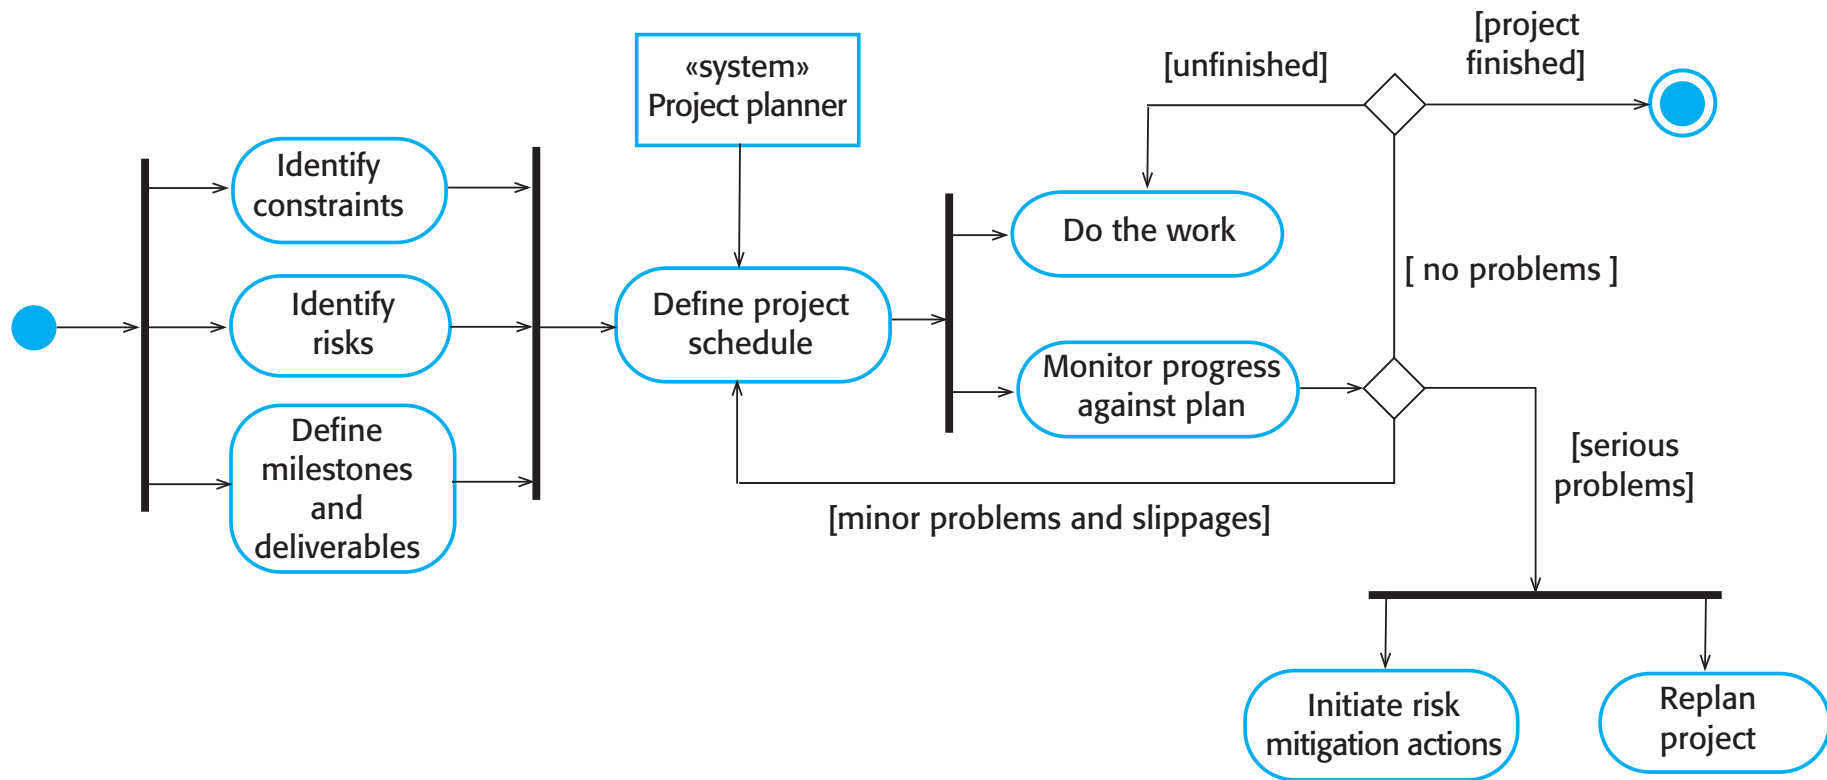 Identify
constraints
Identify
risks
Define
milestones
and
deliverables
«system»
Project planner
Define project
schedule
[unfinished]
[project
finished]
Do the work
[ no problems ]
Monitor progress
against plan
[minor problems and slippages]
[serious
problems]
Initiate risk
mitigation actions
Replan
project